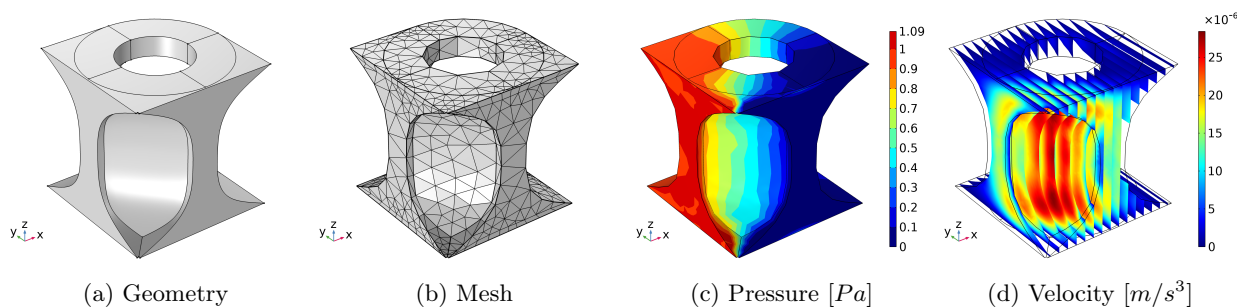 y z x
y z x
y z x
1.09
1
0.9
0.8
0.7
0.6
0.5
0.4
0.3
0.2
0.1
0
y z x
×10⁻⁶
25
20
15
10
5
0
(a) Geometry
(b) Mesh
(c) Pressure [Pa]
(d) Velocity [m/s³]